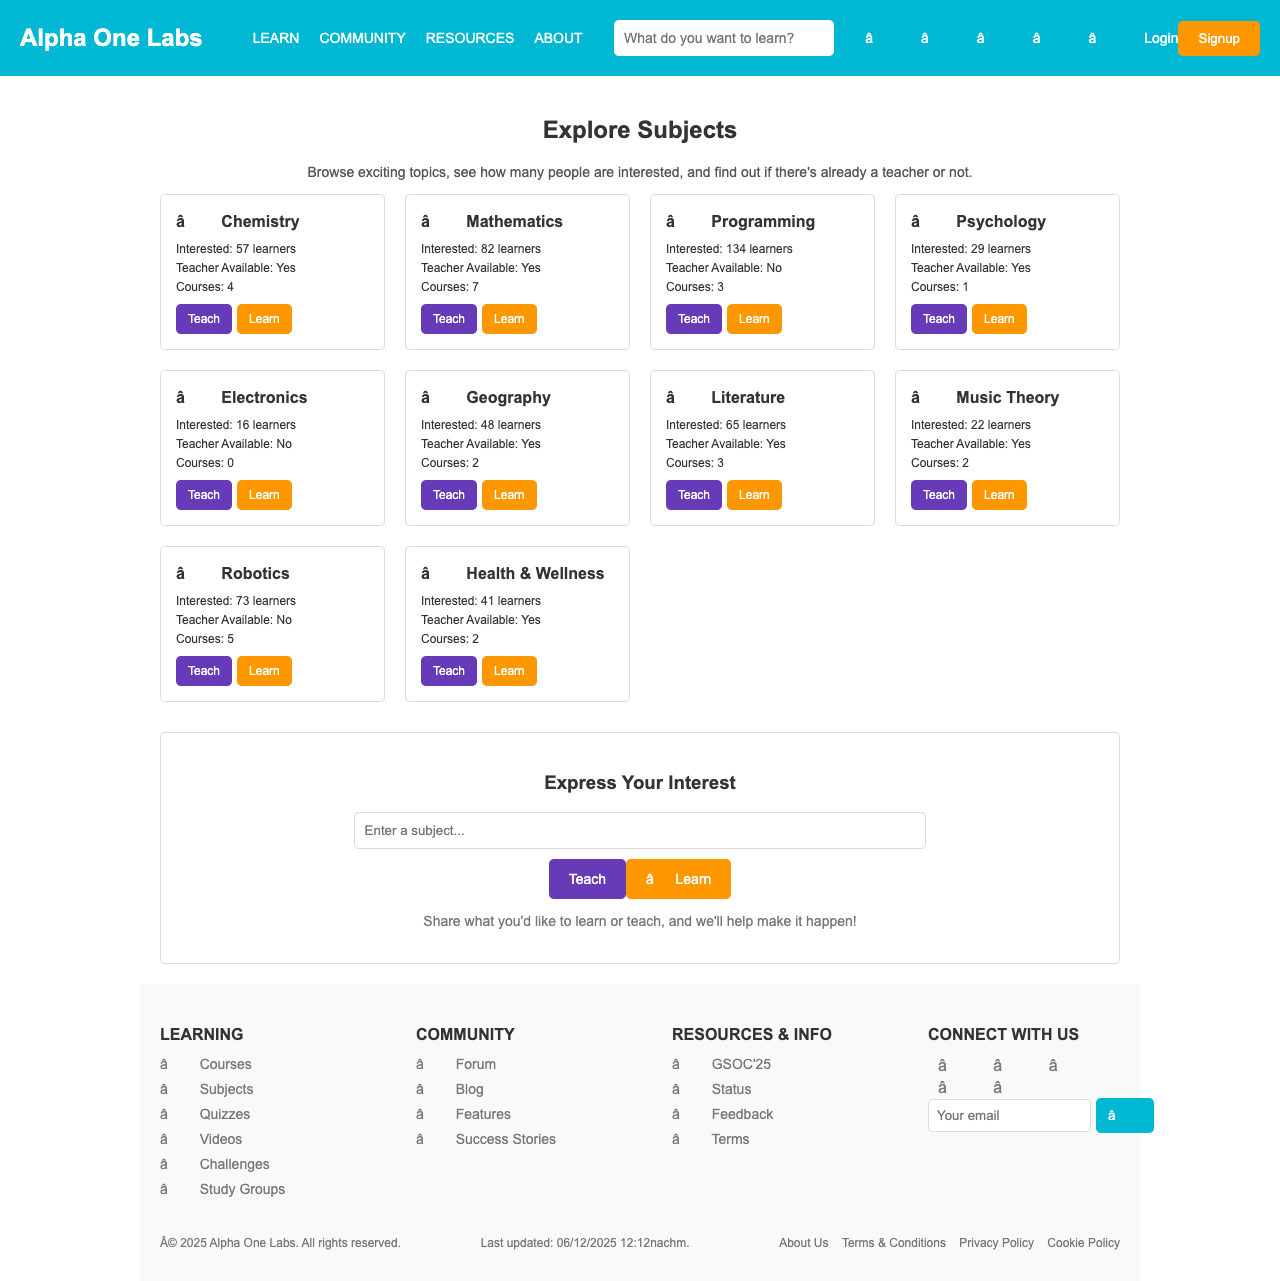 Alpha One Labs LEARN COMMUNITY RESOURCES ABOUT What do you want to learn? â â â â â Login Signup
Explore Subjects
Browse exciting topics, see how many people are interested, and find out if there's already a teacher or not.
â Chemistry
Interested: 57 learners
Teacher Available: Yes
Courses: 4
Teach Learn
â Mathematics
Interested: 82 learners
Teacher Available: Yes
Courses: 7
Teach Learn
â Programming
Interested: 134 learners
Teacher Available: No
Courses: 3
Teach Learn
â Psychology
Interested: 29 learners
Teacher Available: Yes
Courses: 1
Teach Learn
â Electronics
Interested: 16 learners
Teacher Available: No
Courses: 0
Teach Learn
â Geography
Interested: 48 learners
Teacher Available: Yes
Courses: 2
Teach Learn
â Literature
Interested: 65 learners
Teacher Available: Yes
Courses: 3
Teach Learn
â Music Theory
Interested: 22 learners
Teacher Available: Yes
Courses: 2
Teach Learn
â Robotics
Interested: 73 learners
Teacher Available: No
Courses: 5
Teach Learn
â Health & Wellness
Interested: 41 learners
Teacher Available: Yes
Courses: 2
Teach Learn
Express Your Interest
Enter a subject...
Teach â Learn
Share what you'd like to learn or teach, and we'll help make it happen!
LEARNING
â Courses
â Subjects
â Quizzes
â Videos
â Challenges
â Study Groups
COMMUNITY
â Forum
â Blog
â Features
â Success Stories
RESOURCES & INFO
â GSOC'25
â Status
â Feedback
â Terms
CONNECT WITH US
â â â
â â
Your email â
Â© 2025 Alpha One Labs. All rights reserved. Last updated: 06/12/2025 12:12nachm. About Us Terms & Conditions Privacy Policy Cookie Policy